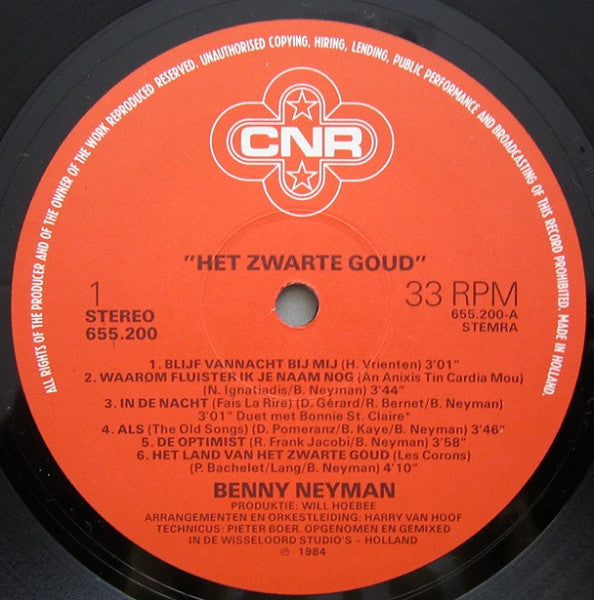 ALL RIGHTS OF THE PRODUCER AND OF THE OWNER OF THE WORK REPRODUCED RESERVED. UNAUTHORISED COPYING, HIRING, LENDING, PUBLIC PERFORMANCE AND BROADCASTING OF THIS RECORD PROHIBITED. MADE IN HOLLAND.
CNR
"HET ZWARTE GOUD"
1
STEREO
655.200
33 RPM
655.200-A
STEMRA
1. BLIJF VANNACHT BIJ MIJ (H. Vrienten) 3'01"
2. WAAROM FLUISTER IK JE NAAM NOG (An Anixis Tin Cardia Mou)
(N. Ignatiadis/B. Neyman) 3'44"
3. IN DE NACHT (Fais La Rire) (D. Gérard/R. Bernet/B. Neyman)
3'01" Duet met Bonnie St. Claire*
4. ALS (The Old Songs) (D. Pomeranz/B. Kaye/B. Neyman) 3'46"
5. DE OPTIMIST (R. Frank Jacobi/B. Neyman) 3'58"
6. HET LAND VAN HET ZWARTE GOUD (Les Corons)
(P. Bachelet/Lang/B. Neyman) 4'10"
BENNY NEYMAN
PRODUKTIE: WILL HOEBEE
ARRANGEMENTEN EN ORKESTLEIDING: HARRY VAN HOOF
TECHNICUS: PIETER BOER. OPGENOMEN EN GEMIXED
IN DE WISSELOORD STUDIO'S – HOLLAND
℗ 1984